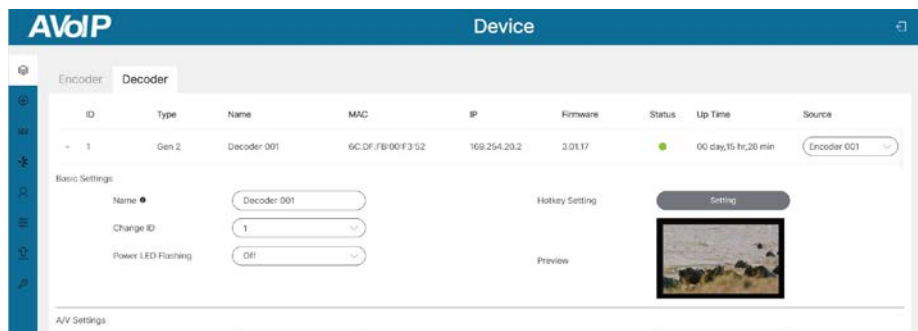 AVoIP Device
Encoder Decoder
ID Type Name MAC IP Firmware Status Up Time Source
- 1 Gen 2 Decoder 001 6C:DF:FB:00:F3:52 169.254.20.2 3.01.17 00 day,15 hr,28 min Encoder 001
Basic Settings
Name Decoder 001 Hotkey Setting Setting
Change ID 1
Power LED Flashing Off
Preview
A/V Settings